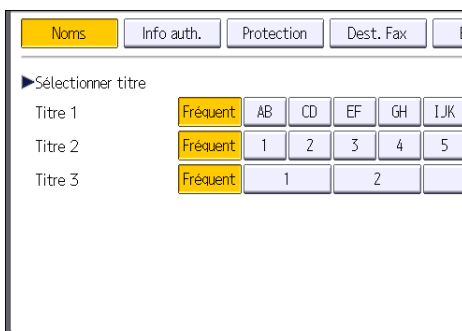 Noms Info auth. Protection Dest. Fax
▶Sélectionner titre
Titre 1 Fréquent AB CD EF GH IJK
Titre 2 Fréquent 1 2 3 4 5
Titre 3 Fréquent 1 2